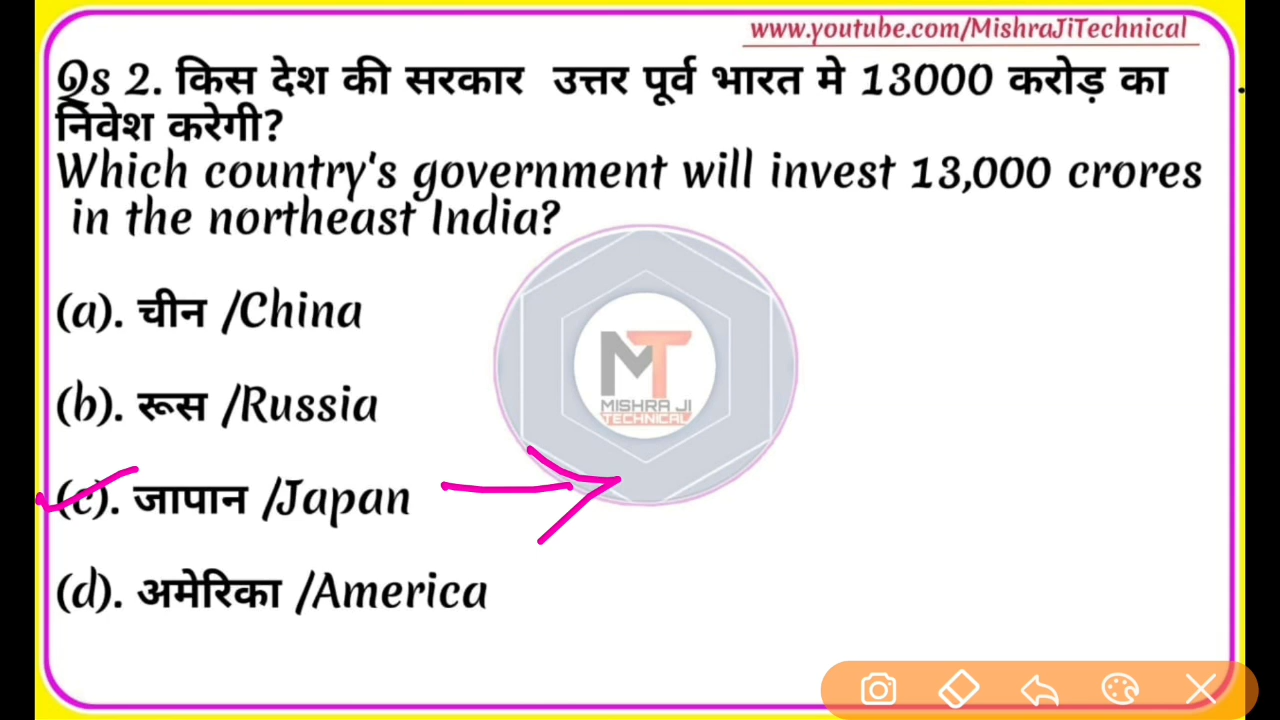 www.youtube.com/MishraJiTechnical
Qs 2. किस देश की सरकार उत्तर पूर्व भारत मे 13000 करोड़ का
निवेश करेगी?
Which country's government will invest 13,000 crores
in the northeast India?
(a). चीन /China
(b). रूस /Russia
MT
MISHRA JI
TECHNICAL
(c). जापान /Japan
(d). अमेरिका /America